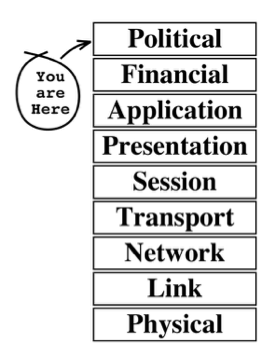 You
are
Here
Political
Financial
Application
Presentation
Session
Transport
Network
Link
Physical